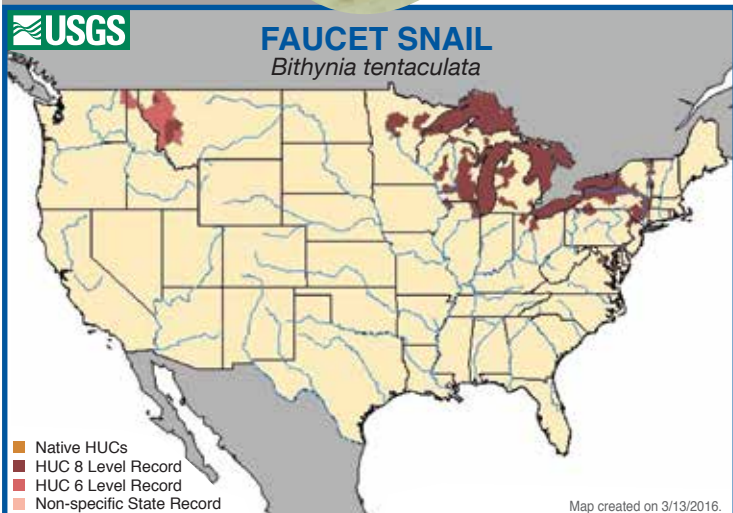 USGS
FAUCET SNAIL
Bithynia tentaculata
Native HUCs
HUC 8 Level Record
HUC 6 Level Record
Non-specific State Record
Map created on 3/13/2016.